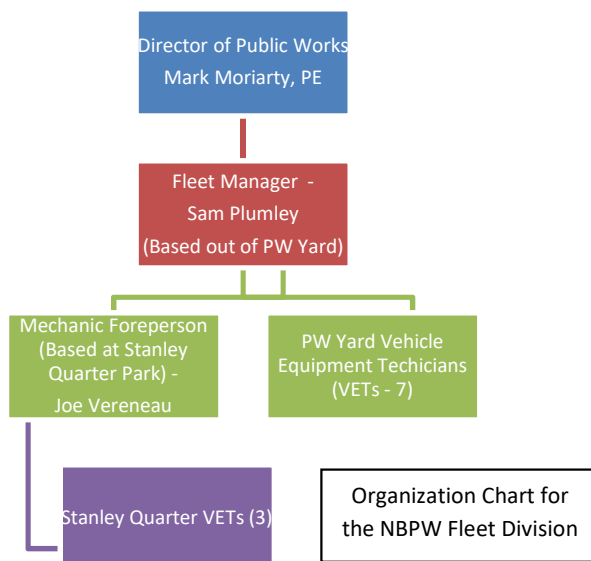 Director of Public Works
Mark Moriarty, PE
Fleet Manager -
Sam Plumley
(Based out of PW Yard)
Mechanic Foreperson
(Based at Stanley
Quarter Park) -
Joe Vereneau
PW Yard Vehicle
Equipment Techicians
(VETs - 7)
Stanley Quarter VETs (3)
Organization Chart for
the NBPW Fleet Division